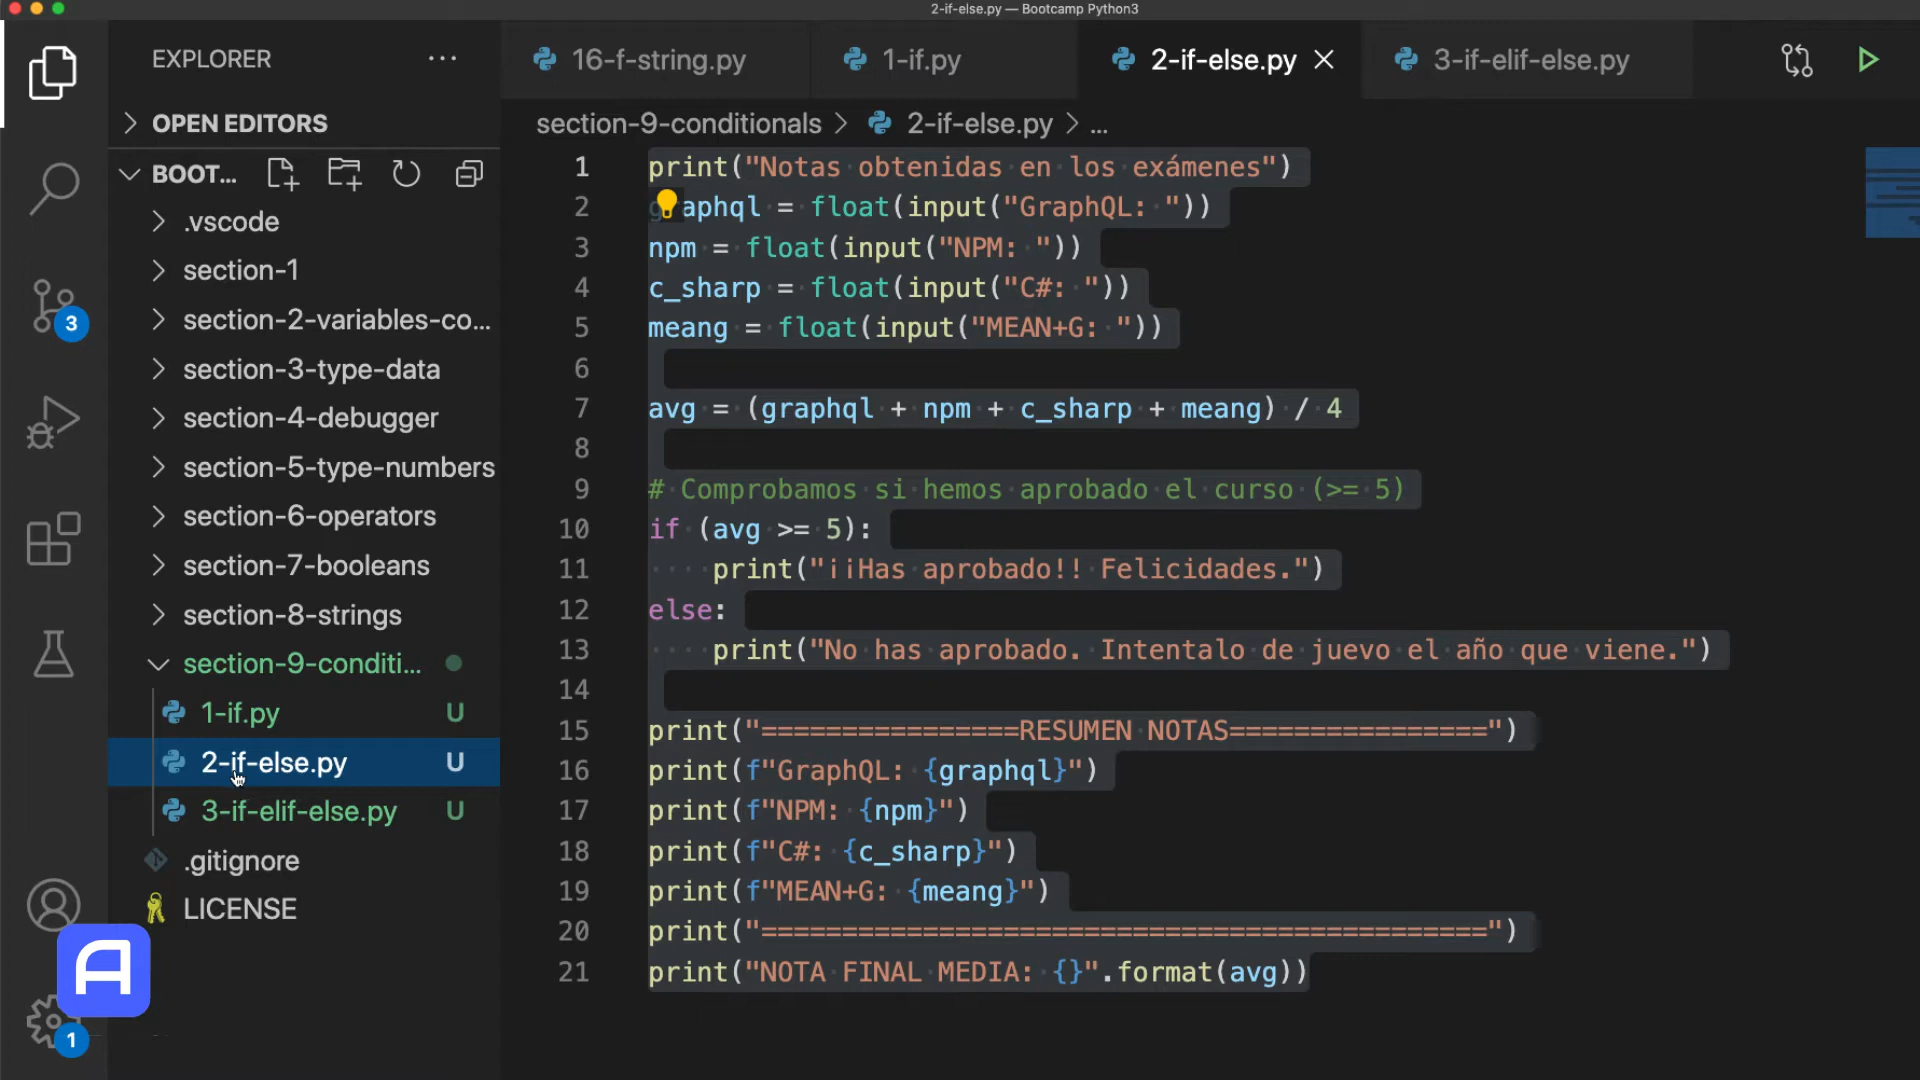 2-if-else.py — Bootcamp Python3
EXPLORER
16-f-string.py
1-if.py
2-if-else.py
3-if-elif-else.py
OPEN EDITORS
section-9-conditionals > 2-if-else.py > ...
BOOT...
.vscode
section-1
section-2-variables-co...
section-3-type-data
section-4-debugger
section-5-type-numbers
section-6-operators
section-7-booleans
section-8-strings
section-9-conditi...
1-if.py U
2-if-else.py U
3-if-elif-else.py U
.gitignore
LICENSE
3
A
1
1 print("Notas obtenidas en los exámenes")
2 graphql = float(input("GraphQL: "))
3 npm = float(input("NPM: "))
4 c_sharp = float(input("C#: "))
5 meang = float(input("MEAN+G: "))
6
7 avg = (graphql + npm + c_sharp + meang) / 4
8
9 # Comprobamos si hemos aprobado el curso (>= 5)
10 if (avg >= 5):
11     print("¡¡Has aprobado!! Felicidades.")
12 else:
13     print("No has aprobado. Intentalo de juevo el año que viene.")
14
15 print("================RESUMEN NOTAS================")
16 print(f"GraphQL: {graphql}")
17 print(f"NPM: {npm}")
18 print(f"C#: {c_sharp}")
19 print(f"MEAN+G: {meang}")
20 print("=============================================")
21 print("NOTA FINAL MEDIA: {}".format(avg))